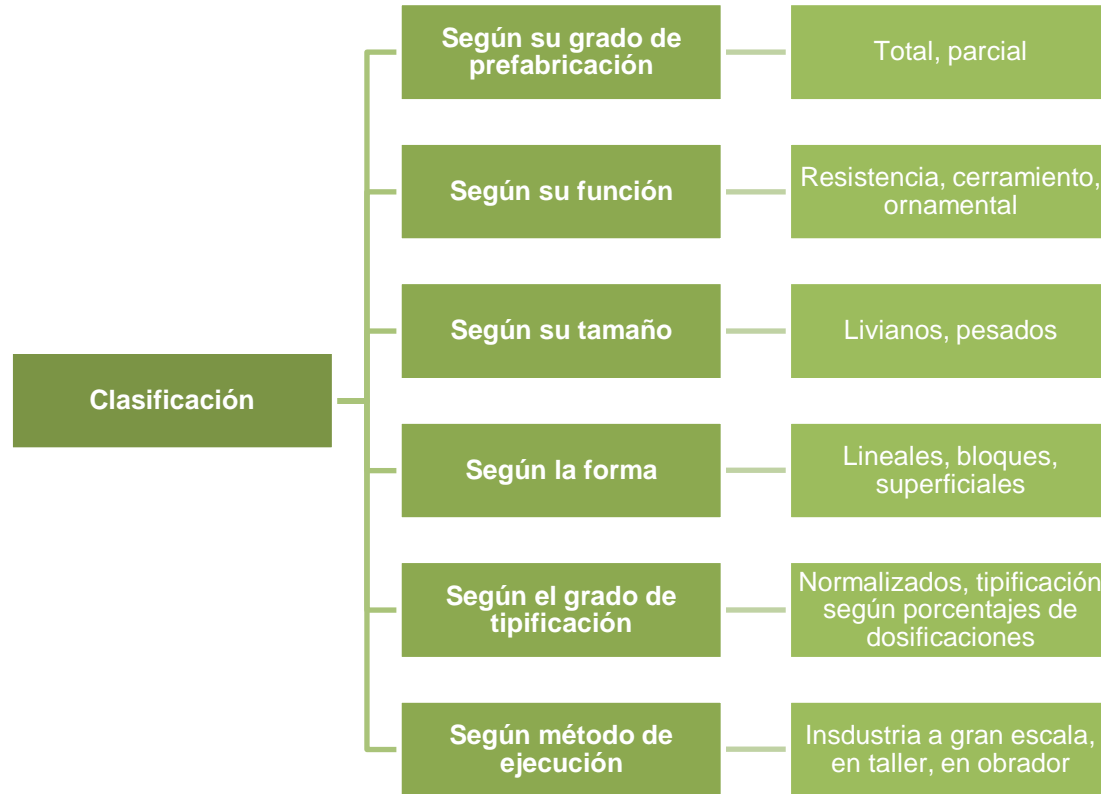 Según su grado de
prefabricación
Total, parcial
Según su función
Resistencia, cerramiento,
ornamental
Según su tamaño
Livianos, pesados
Clasificación
Según la forma
Lineales, bloques,
superficiales
Según el grado de
tipificación
Normalizados, tipificación
según porcentajes de
dosificaciones
Según método de
ejecución
Insdustria a gran escala,
en taller, en obrador